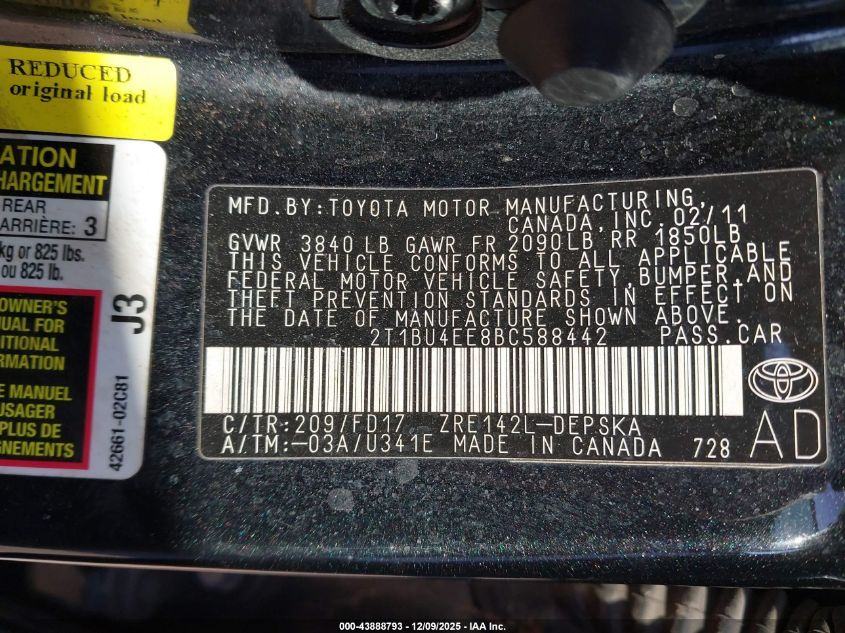 REDUCED
original load
load
ATION
HARGEMENT
REAR
ARRIÈRE: 3
kg or 825 lbs.
ou 825 lb.
OWNER'S
NUAL FOR
DITIONAL
ORMATION
E MANUEL
USAGER
PLUS DE
GNEMENTS
J3
42661-02C81
MFD.BY:TOYOTA MOTOR MANUFACTURING,
CANADA,INC.02/11
GVWR 3840 LB GAWR FR 2090LB RR 1850LB
THIS VEHICLE CONFORMS TO ALL APPLICABLE
FEDERAL MOTOR VEHICLE SAFETY,BUMPER,AND
THEFT PREVENTION STANDARDS IN EFFECT ON
THE DATE OF MANUFACTURE SHOWN ABOVE.
2T1BU4EE8BC588442 PASS.CAR
C/TR:209/FD17 ZRE142L-DEPSKA
A/TM:-03A/U341E MADE IN CANADA 728
AD
000-43888793 - 12/09/2025 - IAA Inc.